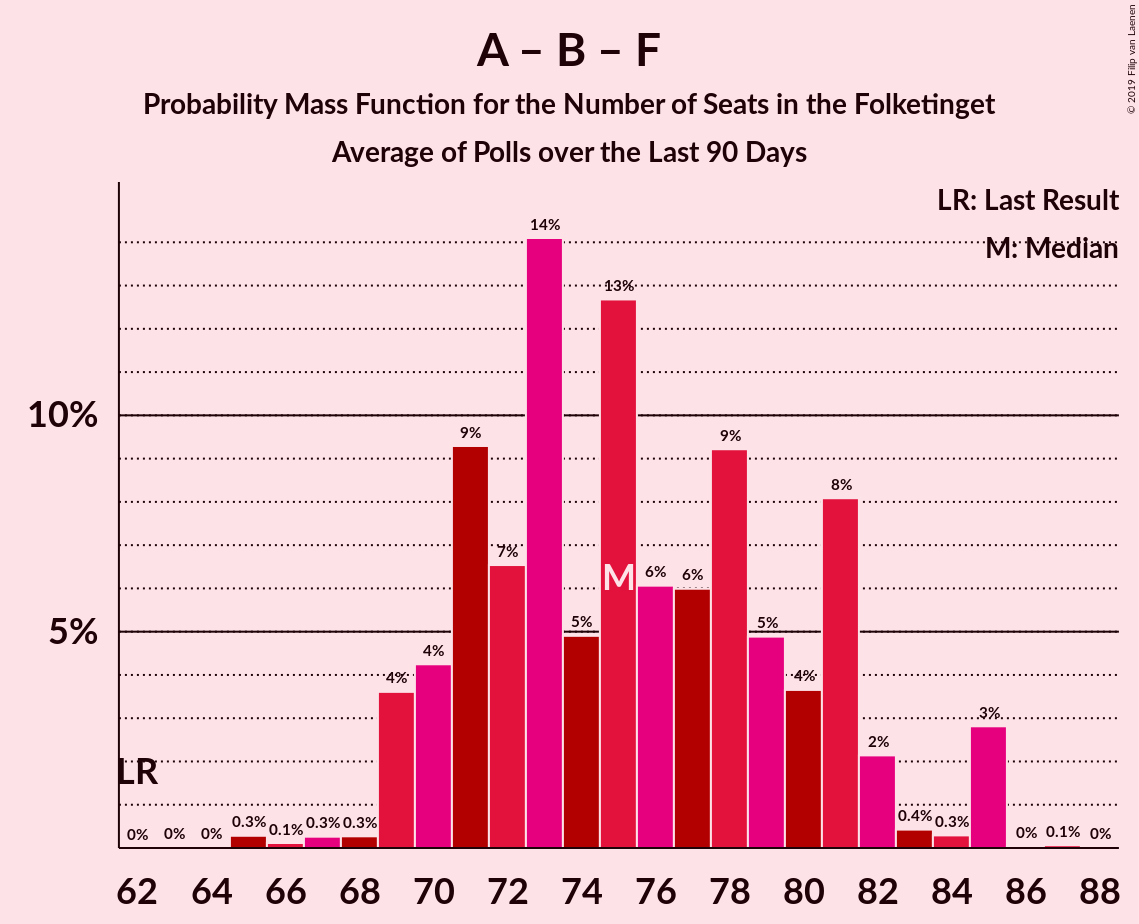 A – B – F
Probability Mass Function for the Number of Seats in the Folketinget
Average of Polls over the Last 90 Days
© 2019 Filip van Laenen
LR: Last Result
M: Median
10%
5%
LR
M
0% 0% 0% 0.3% 0.1% 0.3% 0.3% 4% 4% 9% 7% 14% 5% 13% 6% 6% 9% 5% 4% 8% 2% 0.4% 0.3% 3% 0% 0.1% 0%
62 64 66 68 70 72 74 76 78 80 82 84 86 88